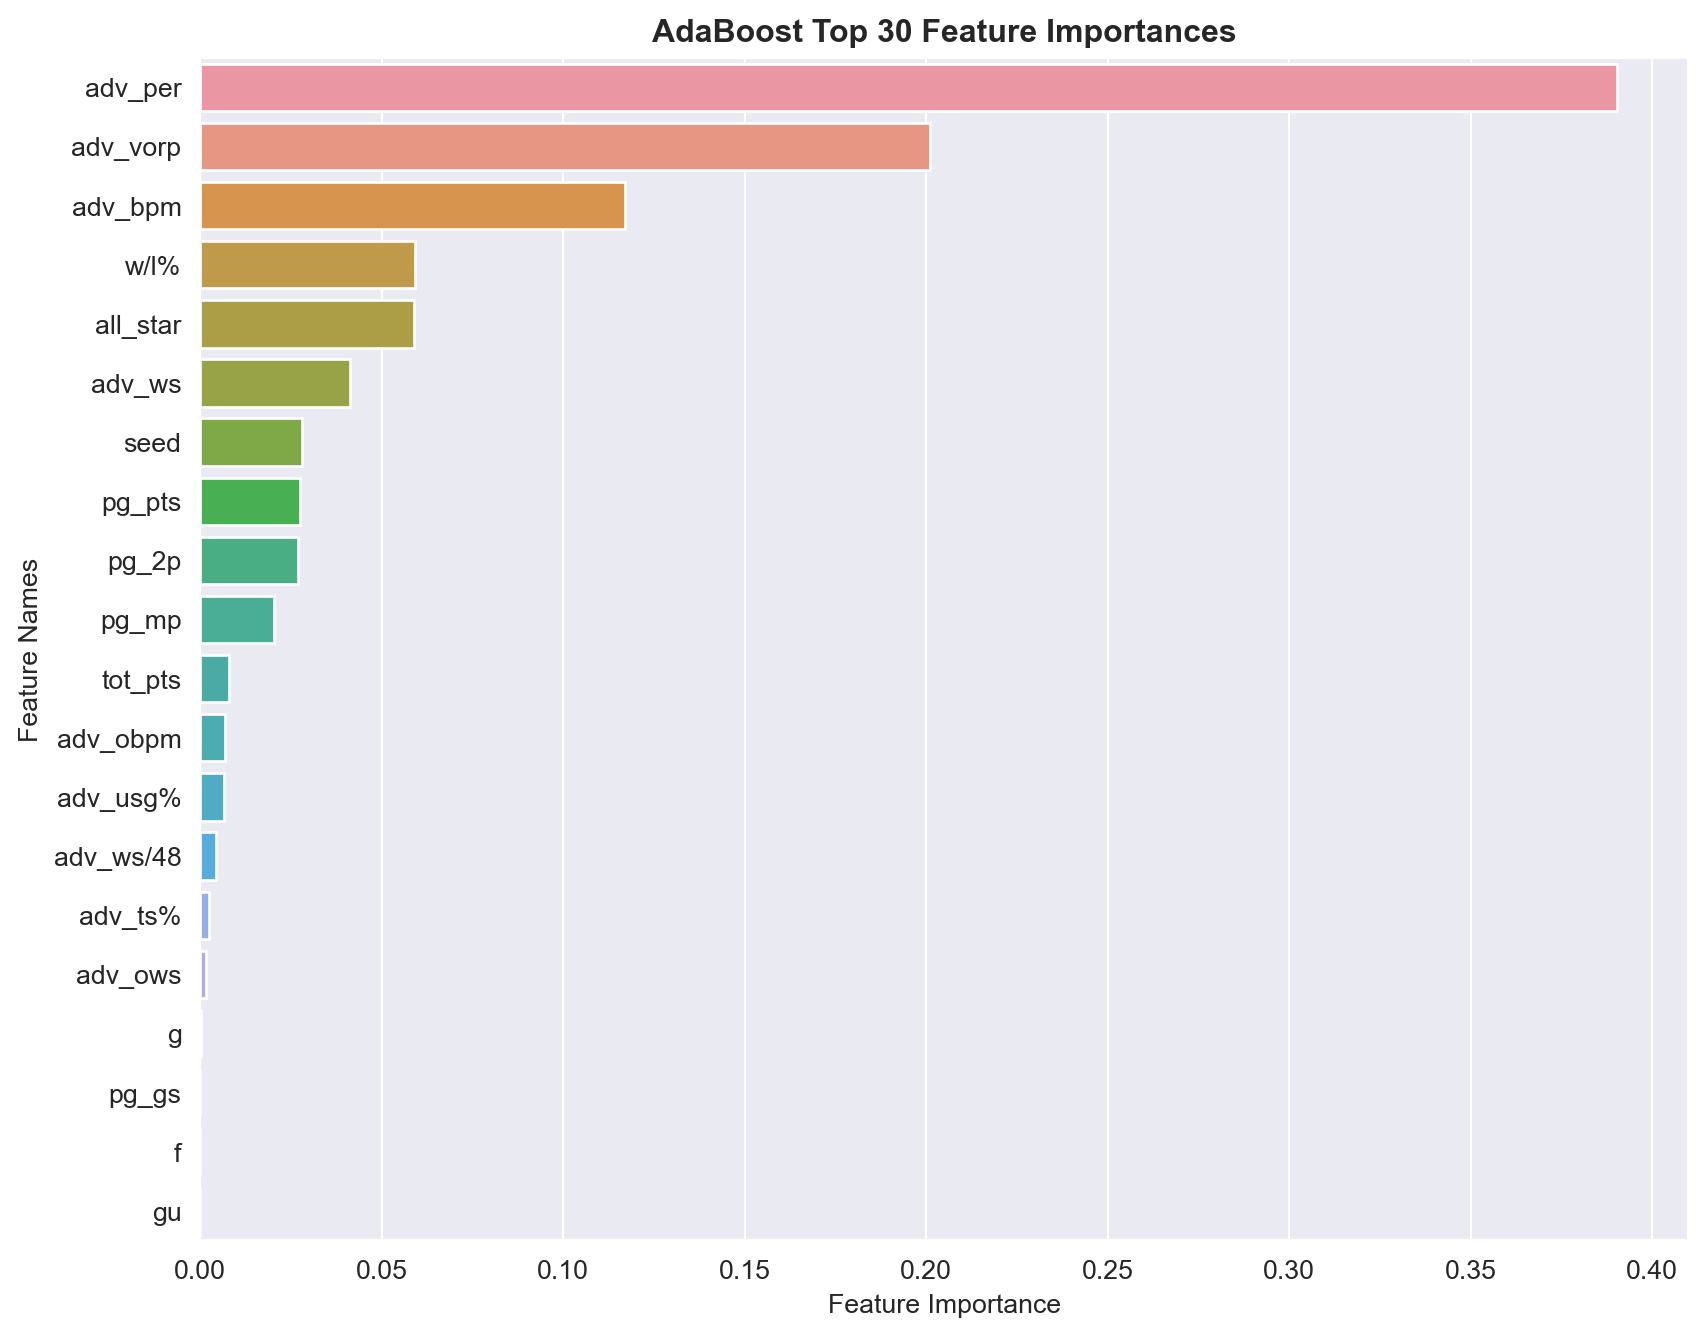 AdaBoost Top 30 Feature Importances
adv_per
adv_vorp
adv_bpm
w/l%
all_star
adv_ws
seed
pg_pts
pg_2p
pg_mp
tot_pts
adv_obpm
adv_usg%
adv_ws/48
adv_ts%
adv_ows
g
pg_gs
f
gu
Feature Names
0.00 0.05 0.10 0.15 0.20 0.25 0.30 0.35 0.40
Feature Importance